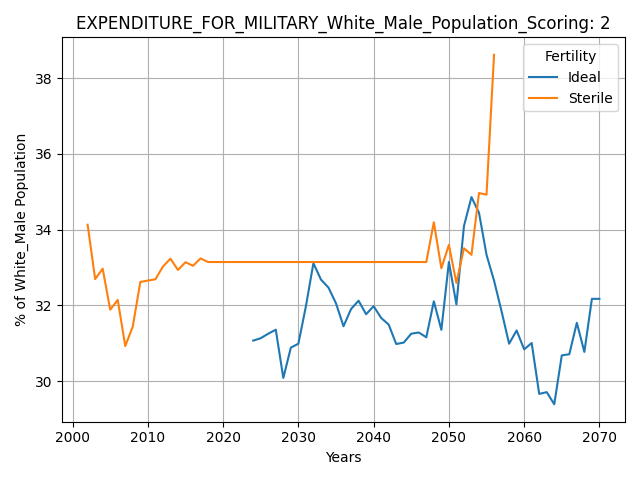 EXPENDITURE_FOR_MILITARY_White_Male_Population_Scoring: 2
Fertility
Ideal
Sterile
% of White_Male Population
38
36
34
32
30
2000 2010 2020 2030 2040 2050 2060 2070
Years